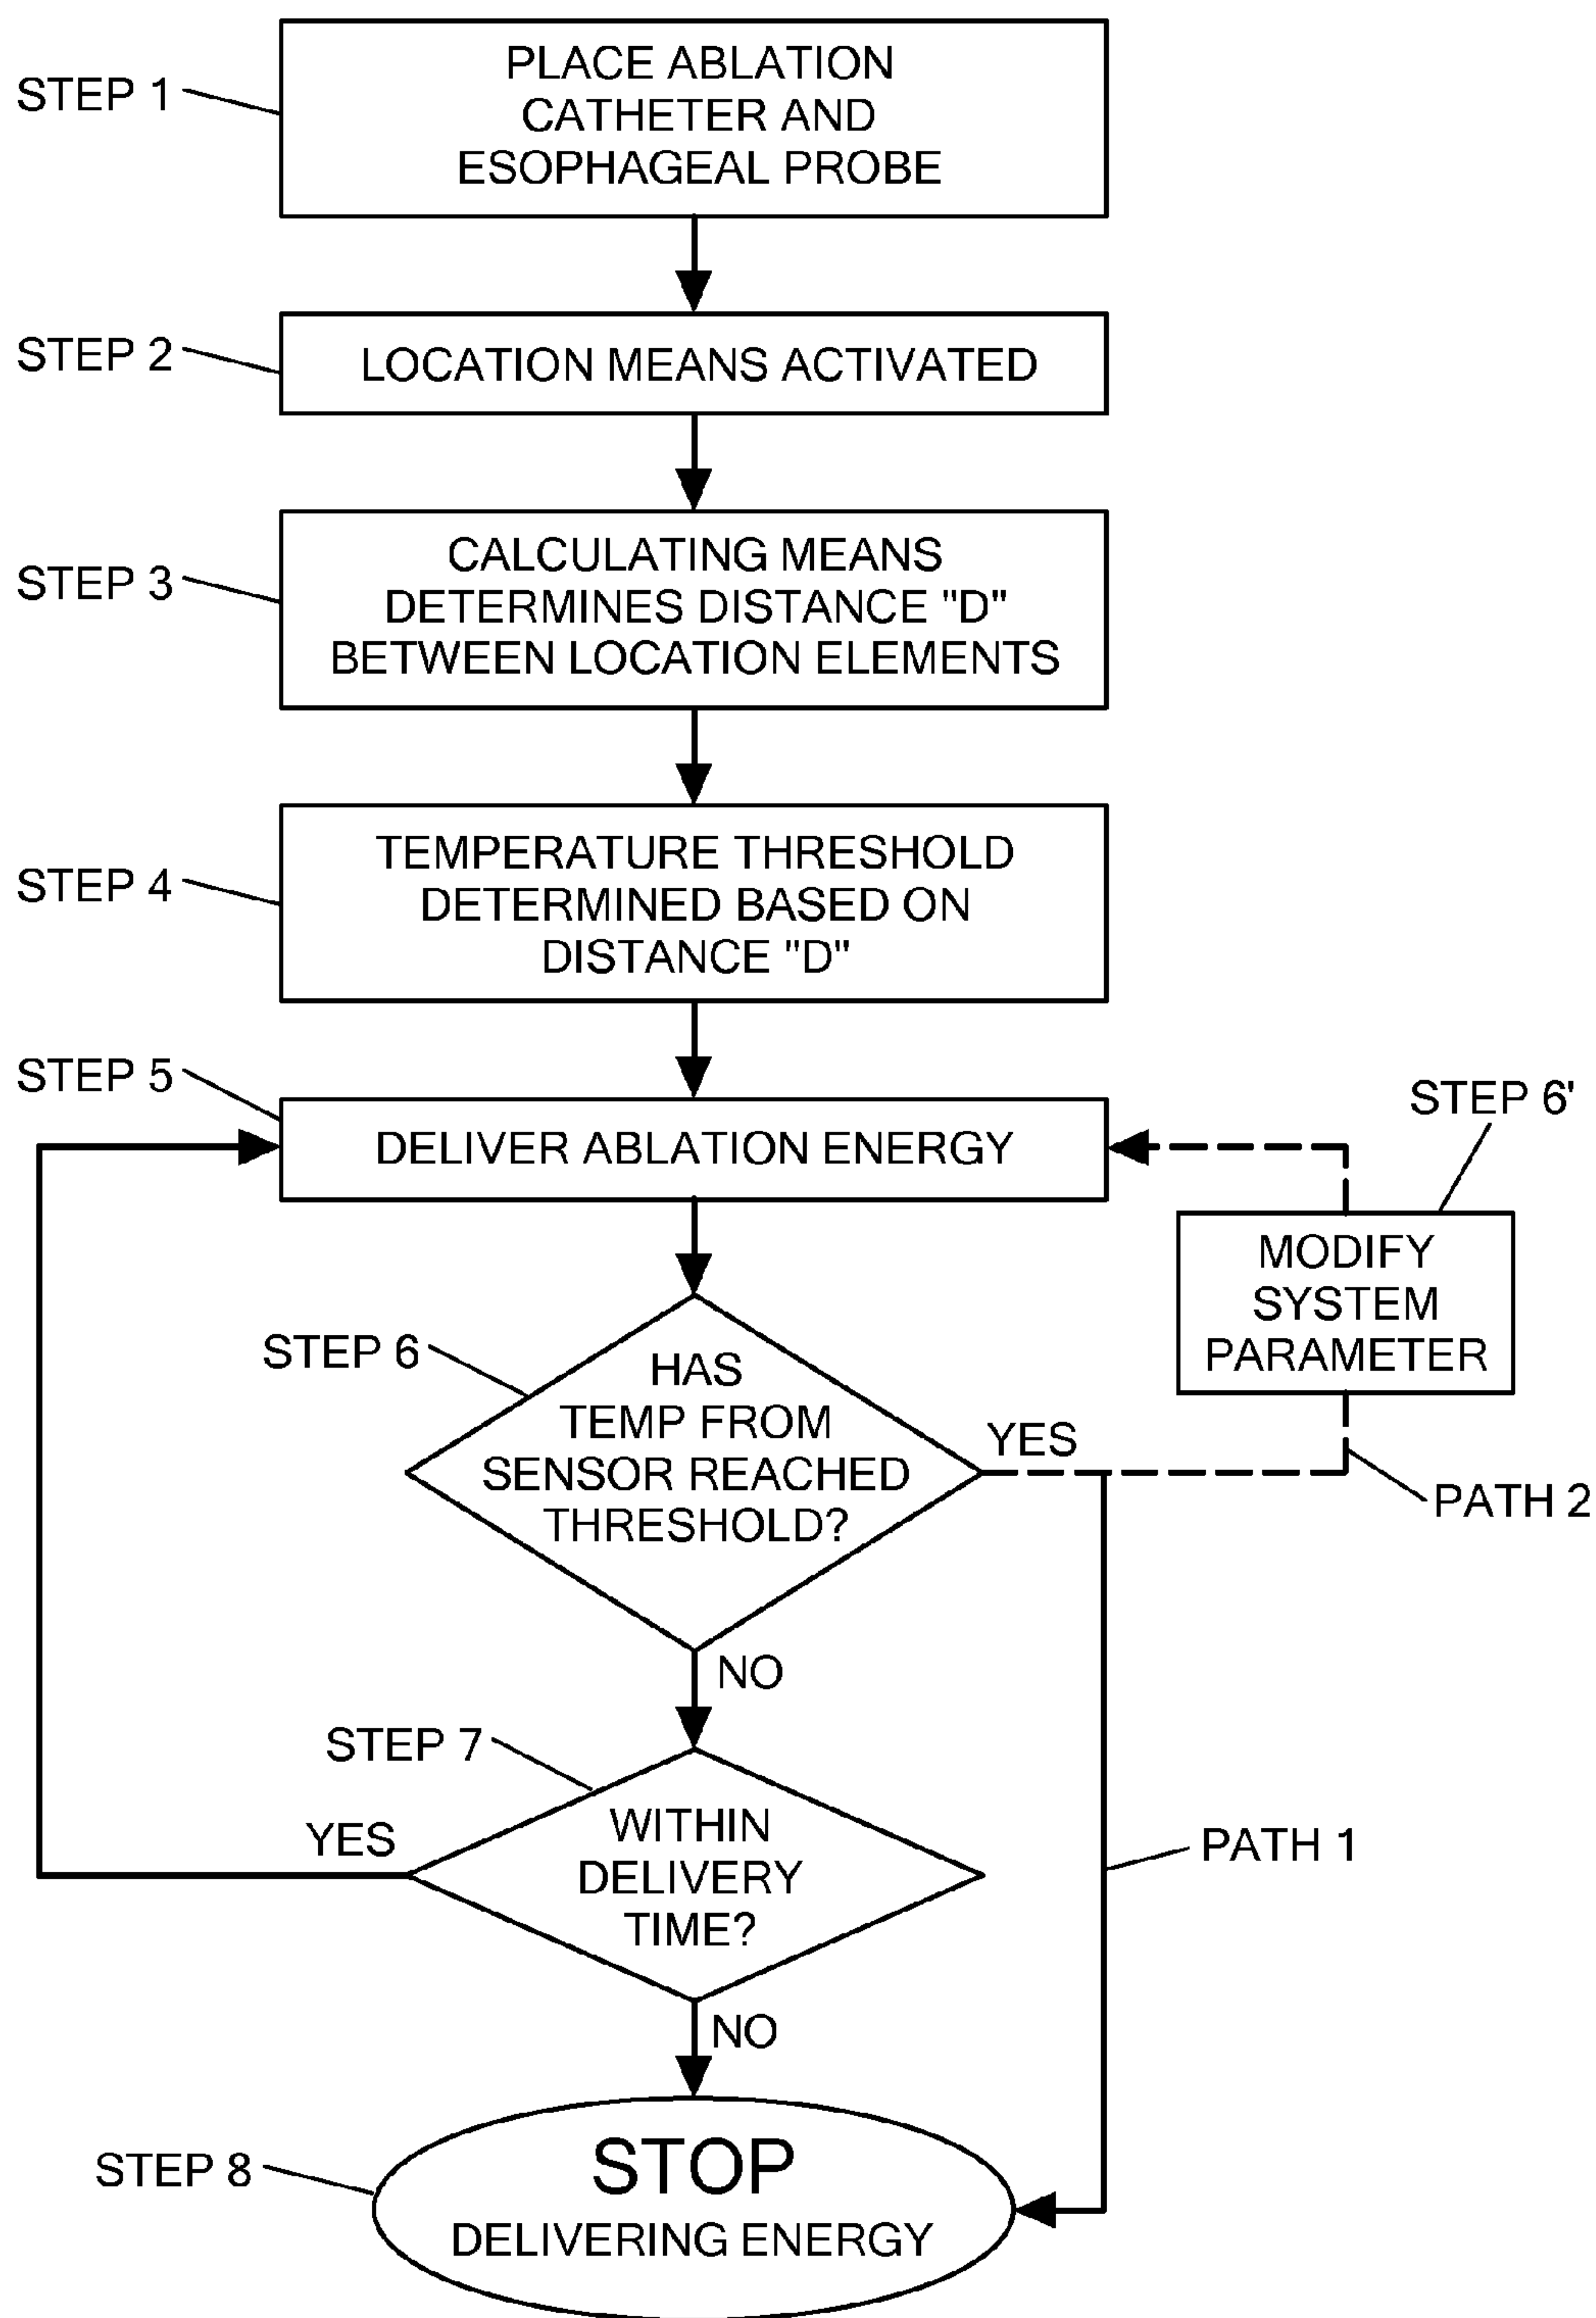 STEP 1
PLACE ABLATION
CATHETER AND
ESOPHAGEAL PROBE
STEP 2
LOCATION MEANS ACTIVATED
STEP 3
CALCULATING MEANS
DETERMINES DISTANCE "D"
BETWEEN LOCATION ELEMENTS
STEP 4
TEMPERATURE THRESHOLD
DETERMINED BASED ON
DISTANCE "D"
STEP 5
DELIVER ABLATION ENERGY
STEP 6'
MODIFY
SYSTEM
PARAMETER
STEP 6
HAS
TEMP FROM
SENSOR REACHED
THRESHOLD?
YES
PATH 2
NO
STEP 7
WITHIN
DELIVERY
TIME?
YES
PATH 1
NO
STEP 8
STOP
DELIVERING ENERGY